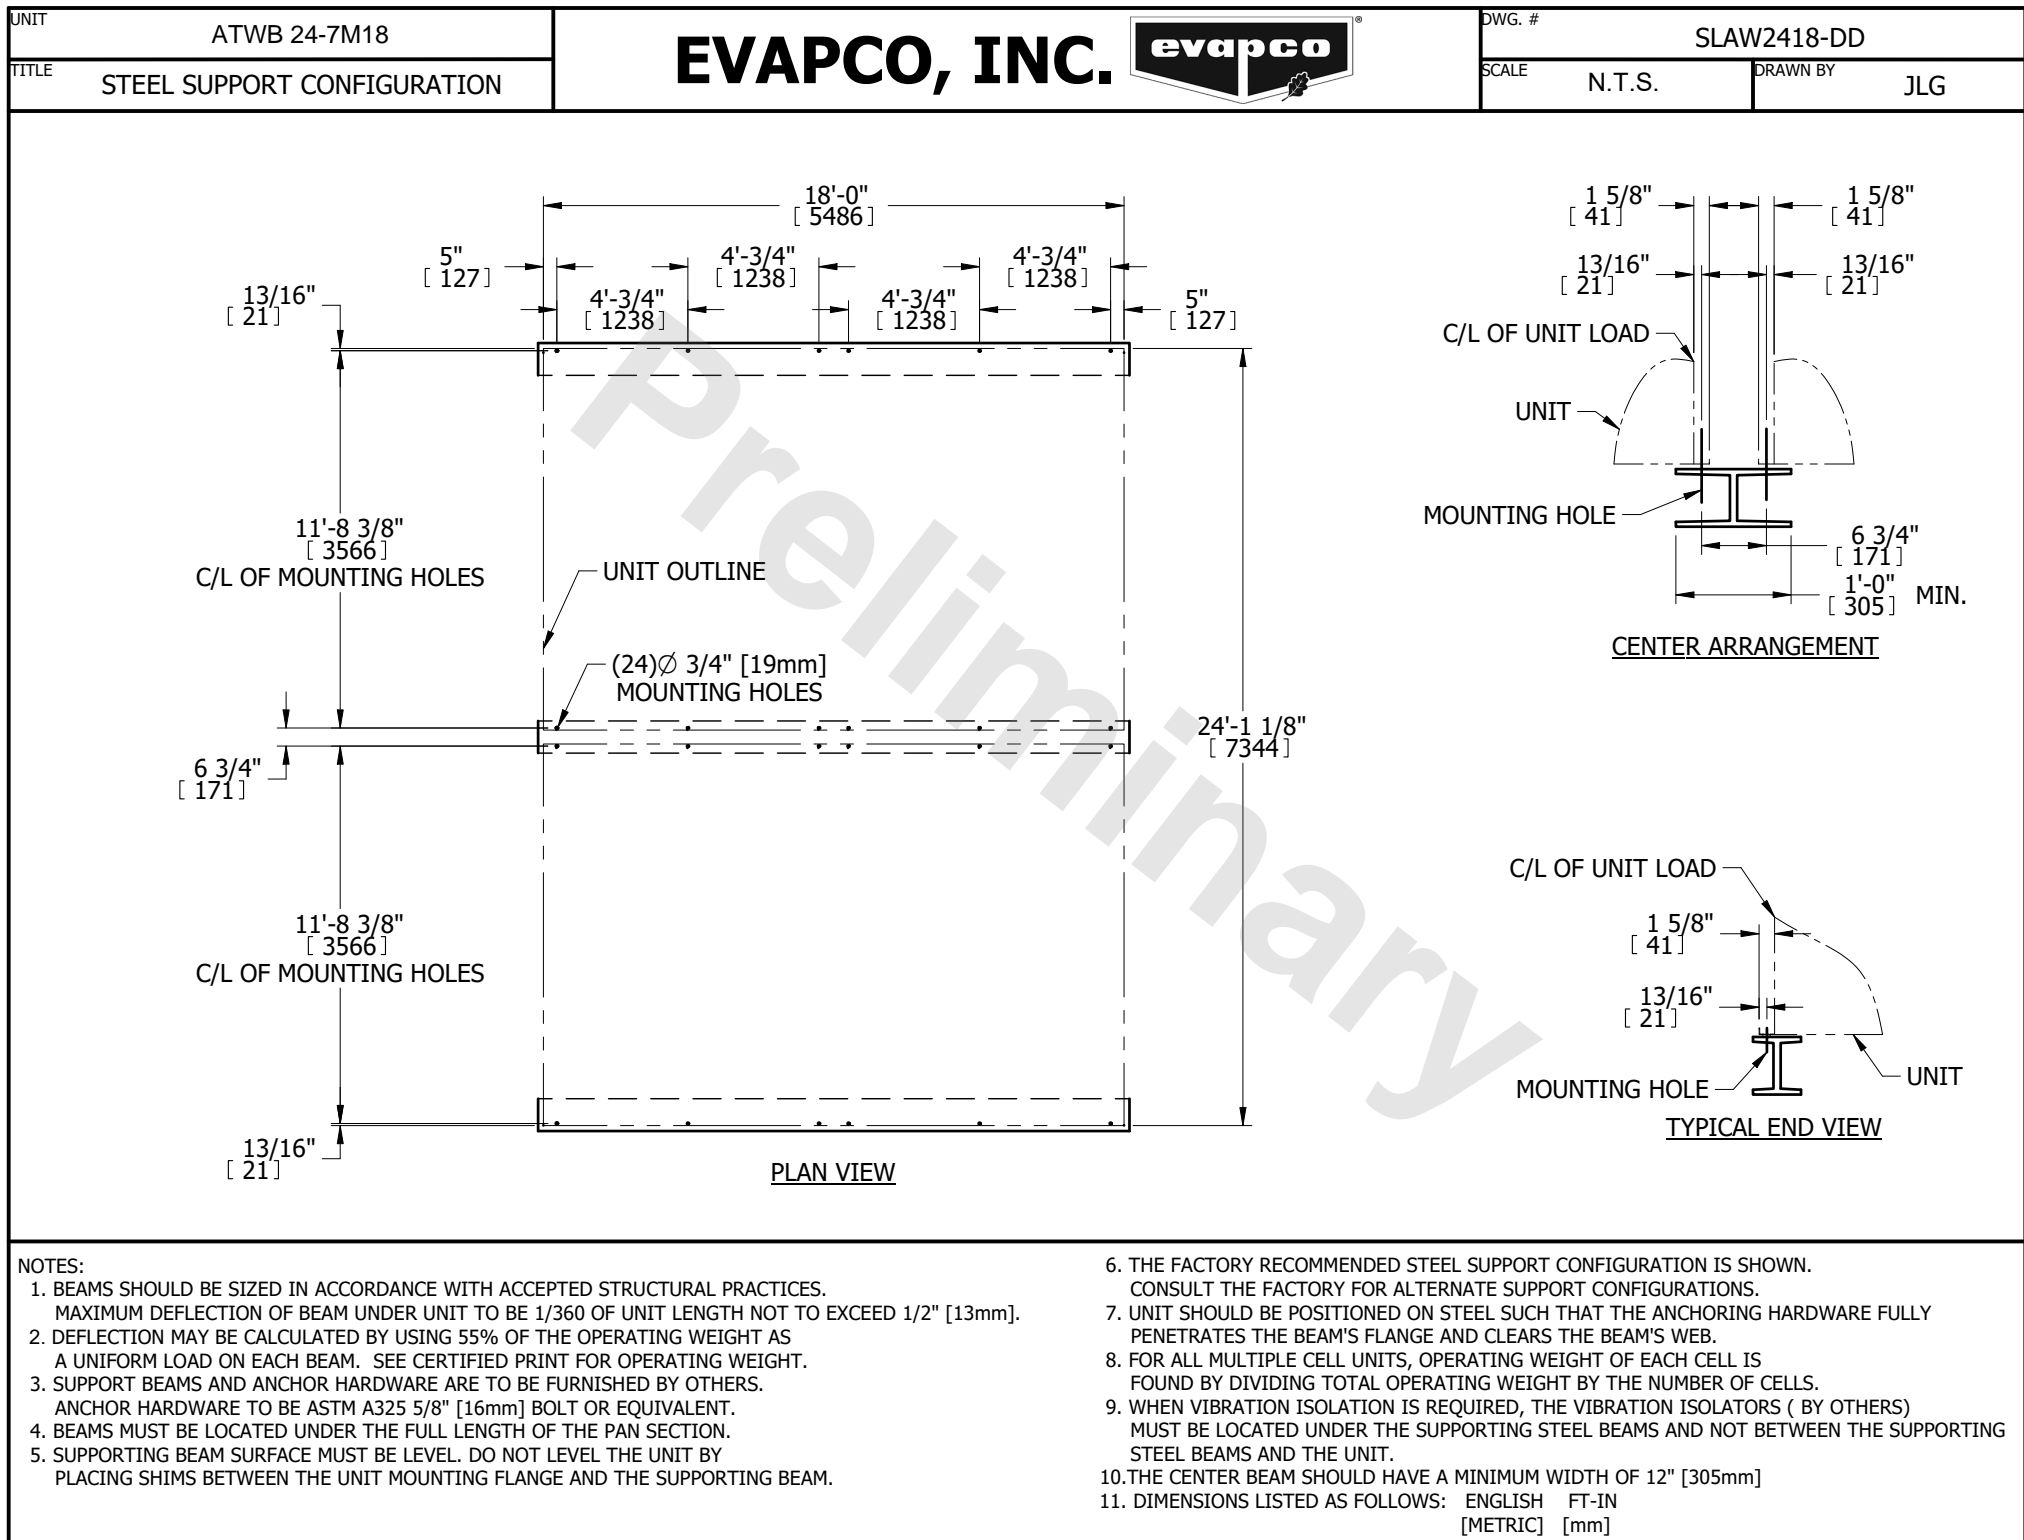 UNIT
ATWB 24-7M18
TITLE
STEEL SUPPORT CONFIGURATION
EVAPCO, INC.
evapco
®
DWG. #
SLAW2418-DD
SCALE
N.T.S.
DRAWN BY
JLG
18'-0"
[ 5486 ]
5"
[ 127 ]
4'-3/4"
[ 1238 ]
4'-3/4"
[ 1238 ]
13/16"
[ 21 ]
4'-3/4"
[ 1238 ]
4'-3/4"
[ 1238 ]
5"
[ 127 ]
11'-8 3/8"
[ 3566 ]
C/L OF MOUNTING HOLES
UNIT OUTLINE
(24)∅ 3/4" [19mm]
MOUNTING HOLES
6 3/4"
[ 171 ]
24'-1 1/8"
[ 7344 ]
11'-8 3/8"
[ 3566 ]
C/L OF MOUNTING HOLES
13/16"
[ 21 ]
PLAN VIEW
Preliminary
1 5/8"
[ 41 ]
1 5/8"
[ 41 ]
13/16"
[ 21 ]
13/16"
[ 21 ]
C/L OF UNIT LOAD
UNIT
MOUNTING HOLE
6 3/4"
[ 171 ]
1'-0"
[ 305 ] MIN.
CENTER ARRANGEMENT
C/L OF UNIT LOAD
1 5/8"
[ 41 ]
13/16"
[ 21 ]
MOUNTING HOLE
UNIT
TYPICAL END VIEW
NOTES:
1. BEAMS SHOULD BE SIZED IN ACCORDANCE WITH ACCEPTED STRUCTURAL PRACTICES.
MAXIMUM DEFLECTION OF BEAM UNDER UNIT TO BE 1/360 OF UNIT LENGTH NOT TO EXCEED 1/2" [13mm].
2. DEFLECTION MAY BE CALCULATED BY USING 55% OF THE OPERATING WEIGHT AS
A UNIFORM LOAD ON EACH BEAM. SEE CERTIFIED PRINT FOR OPERATING WEIGHT.
3. SUPPORT BEAMS AND ANCHOR HARDWARE ARE TO BE FURNISHED BY OTHERS.
ANCHOR HARDWARE TO BE ASTM A325 5/8" [16mm] BOLT OR EQUIVALENT.
4. BEAMS MUST BE LOCATED UNDER THE FULL LENGTH OF THE PAN SECTION.
5. SUPPORTING BEAM SURFACE MUST BE LEVEL. DO NOT LEVEL THE UNIT BY
PLACING SHIMS BETWEEN THE UNIT MOUNTING FLANGE AND THE SUPPORTING BEAM.
6. THE FACTORY RECOMMENDED STEEL SUPPORT CONFIGURATION IS SHOWN.
CONSULT THE FACTORY FOR ALTERNATE SUPPORT CONFIGURATIONS.
7. UNIT SHOULD BE POSITIONED ON STEEL SUCH THAT THE ANCHORING HARDWARE FULLY
PENETRATES THE BEAM'S FLANGE AND CLEARS THE BEAM'S WEB.
8. FOR ALL MULTIPLE CELL UNITS, OPERATING WEIGHT OF EACH CELL IS
FOUND BY DIVIDING TOTAL OPERATING WEIGHT BY THE NUMBER OF CELLS.
9. WHEN VIBRATION ISOLATION IS REQUIRED, THE VIBRATION ISOLATORS ( BY OTHERS)
MUST BE LOCATED UNDER THE SUPPORTING STEEL BEAMS AND NOT BETWEEN THE SUPPORTING
STEEL BEAMS AND THE UNIT.
10.THE CENTER BEAM SHOULD HAVE A MINIMUM WIDTH OF 12" [305mm]
11. DIMENSIONS LISTED AS FOLLOWS: ENGLISH FT-IN
[METRIC] [mm]